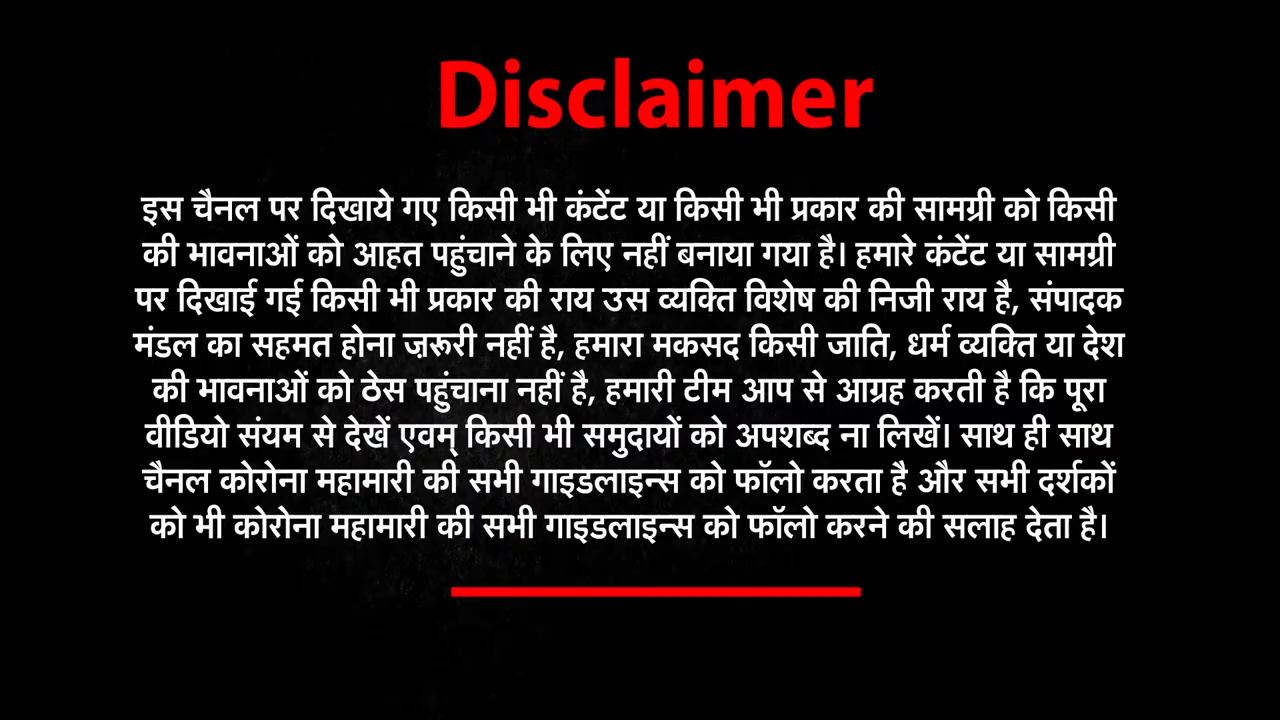 Disclaimer
इस चैनल पर दिखाये गए किसी भी कंटेंट या किसी भी प्रकार की सामग्री को किसी
की भावनाओं को आहत पहुंचाने के लिए नहीं बनाया गया है। हमारे कंटेंट या सामग्री
पर दिखाई गई किसी भी प्रकार की राय उस व्यक्ति विशेष की निजी राय है, संपादक
मंडल का सहमत होना ज़रूरी नहीं है, हमारा मकसद किसी जाति, धर्म व्यक्ति या देश
की भावनाओं को ठेस पहुंचाना नहीं है, हमारी टीम आप से आग्रह करती है कि पूरा
वीडियो संयम से देखें एवम् किसी भी समुदायों को अपशब्द ना लिखें। साथ ही साथ
चैनल कोरोना महामारी की सभी गाइडलाइन्स को फॉलो करता है और सभी दर्शकों
को भी कोरोना महामारी की सभी गाइडलाइन्स को फॉलो करने की सलाह देता है।